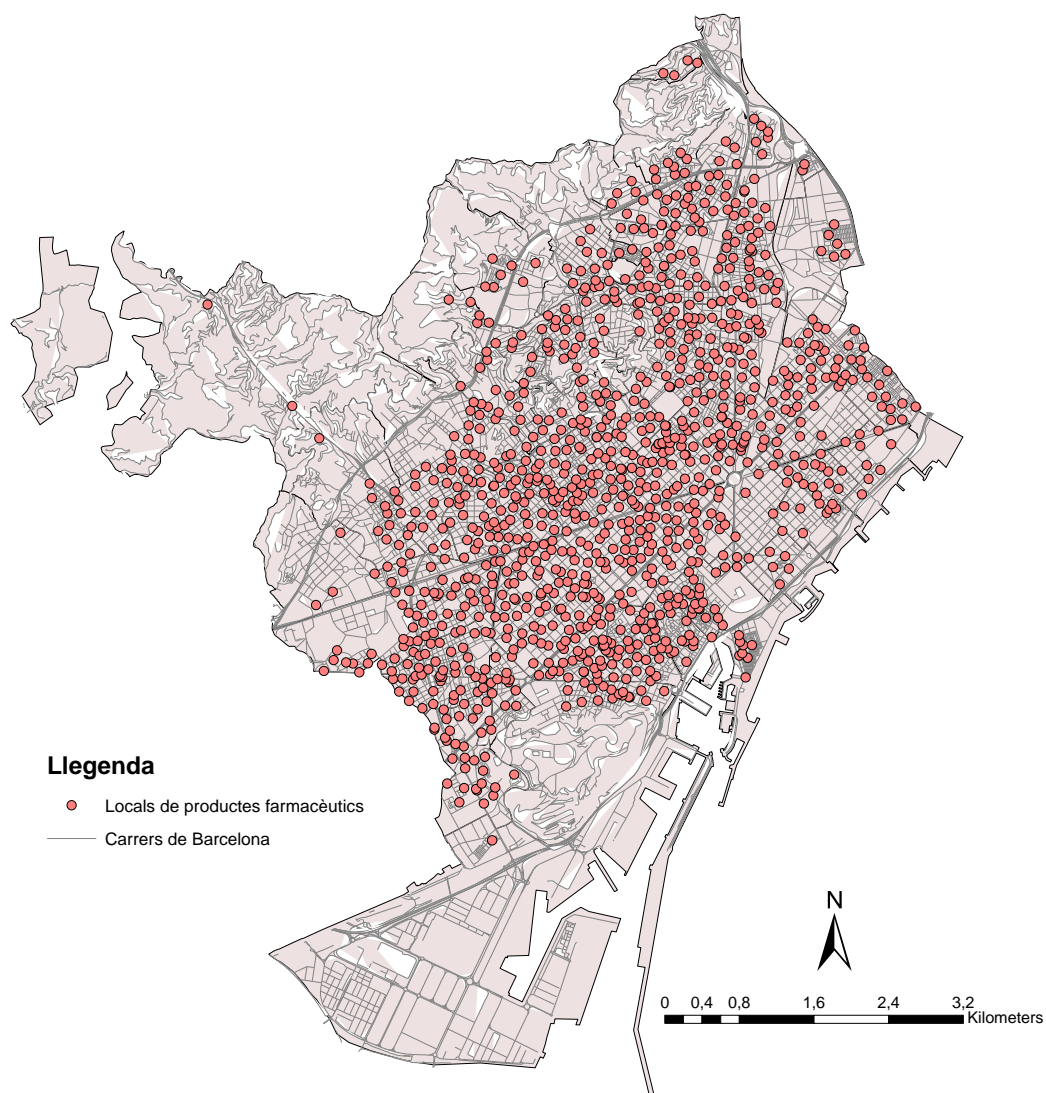 Llegenda
Locals de productes farmacèutics
Carrers de Barcelona
N
0 0,4 0,8 1,6 2,4 3,2
Kilometers